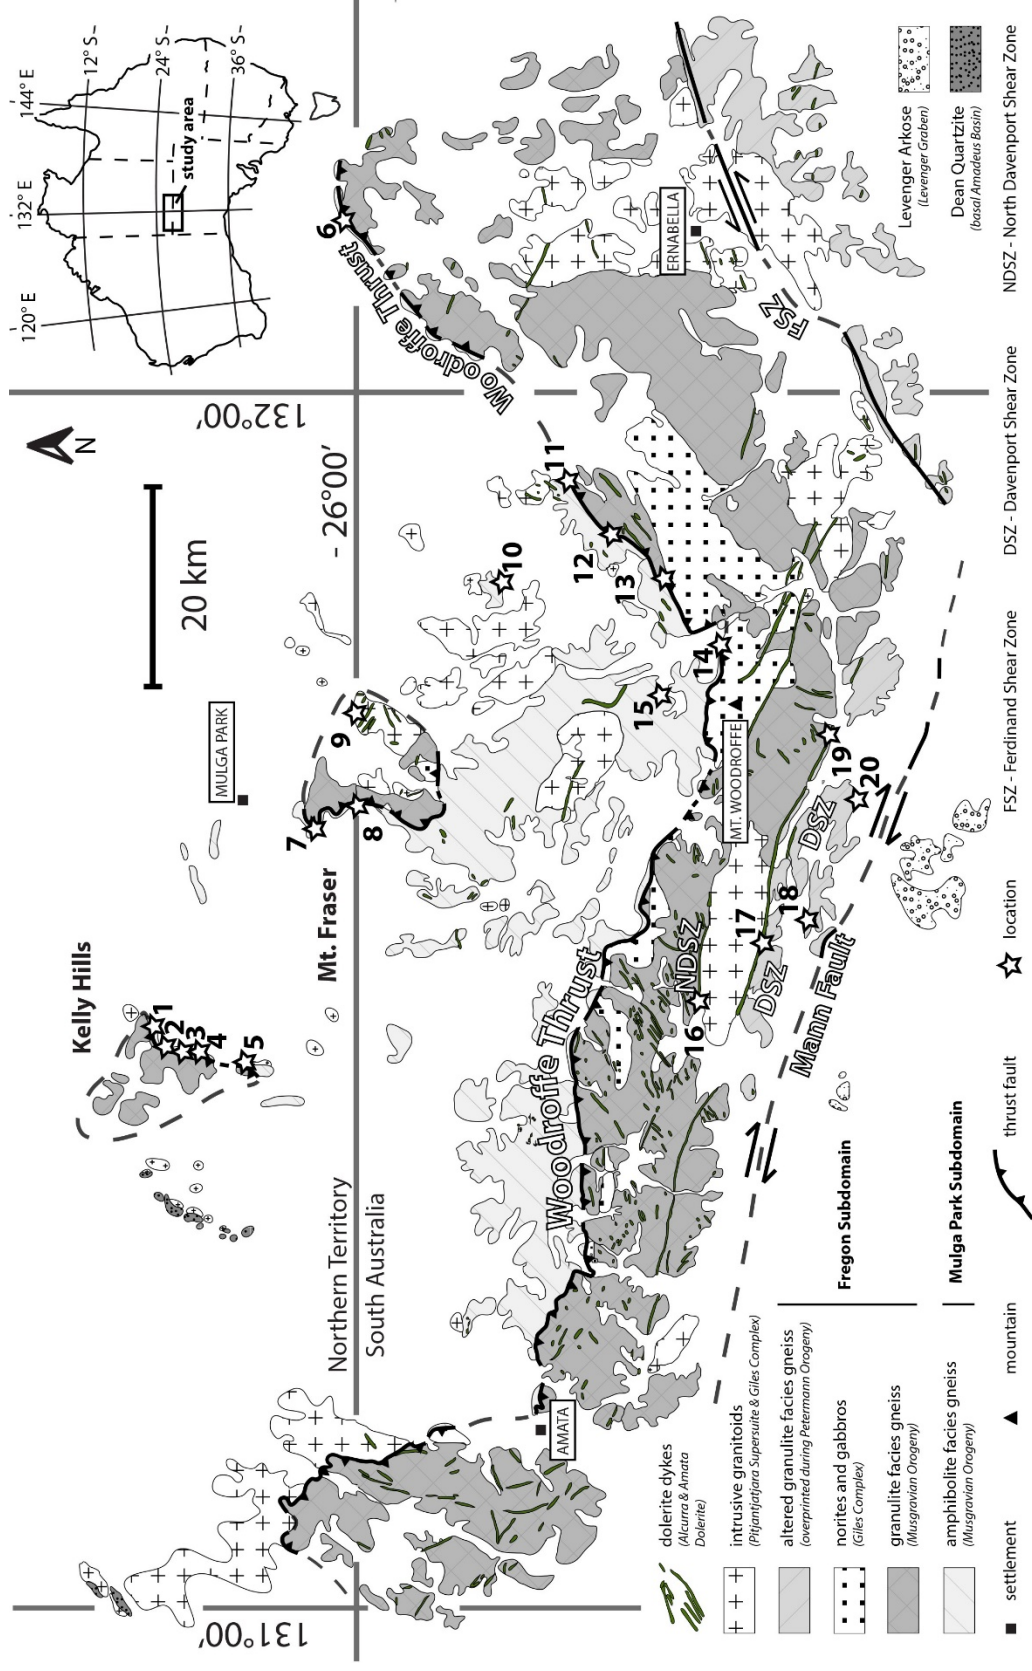 120° E
132° E
144° E
12° S
24° S
36° S
study area
N
20 km
132°00′
- 26°00′
131°00′
Northern Territory
South Australia
Kelly Hills
1
2
3
4
5
MULGA PARK
Mt. Fraser
7
8
9
6
Woodroffe Thrust
10
11
12
13
14
15
ERNABELLA
FSZ
Woodroffe Thrust
AMATA
MT. WOODROFFE
NDSZ
16
17
DSZ
18
DSZ
19
20
Mann Fault
dolerite dykes
(Alcurra & Amata
Dolerite)
intrusive granitoids
(Pitjantjatjara Supersuite & Giles Complex)
altered granulite facies gneiss
(overprinted during Petermann Orogeny)
norites and gabbros
(Giles Complex)
granulite facies gneiss
(Musgravian Orogeny)
amphibolite facies gneiss
(Musgravian Orogeny)
Fregon Subdomain
Mulga Park Subdomain
Levenger Arkose
(Levenger Graben)
Dean Quartzite
(basal Amadeus Basin)
settlement
mountain
thrust fault
location
FSZ - Ferdinand Shear Zone
DSZ - Davenport Shear Zone
NDSZ - North Davenport Shear Zone